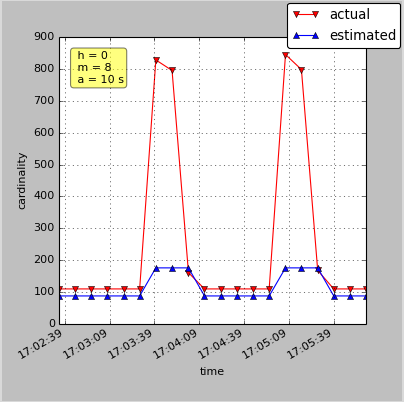 actual
estimated
h = 0
m = 8
a = 10 s
900
800
700
600
500
400
300
200
100
0
cardinality
17:02:39
17:03:09
17:03:39
17:04:09
17:04:39
17:05:09
17:05:39
time